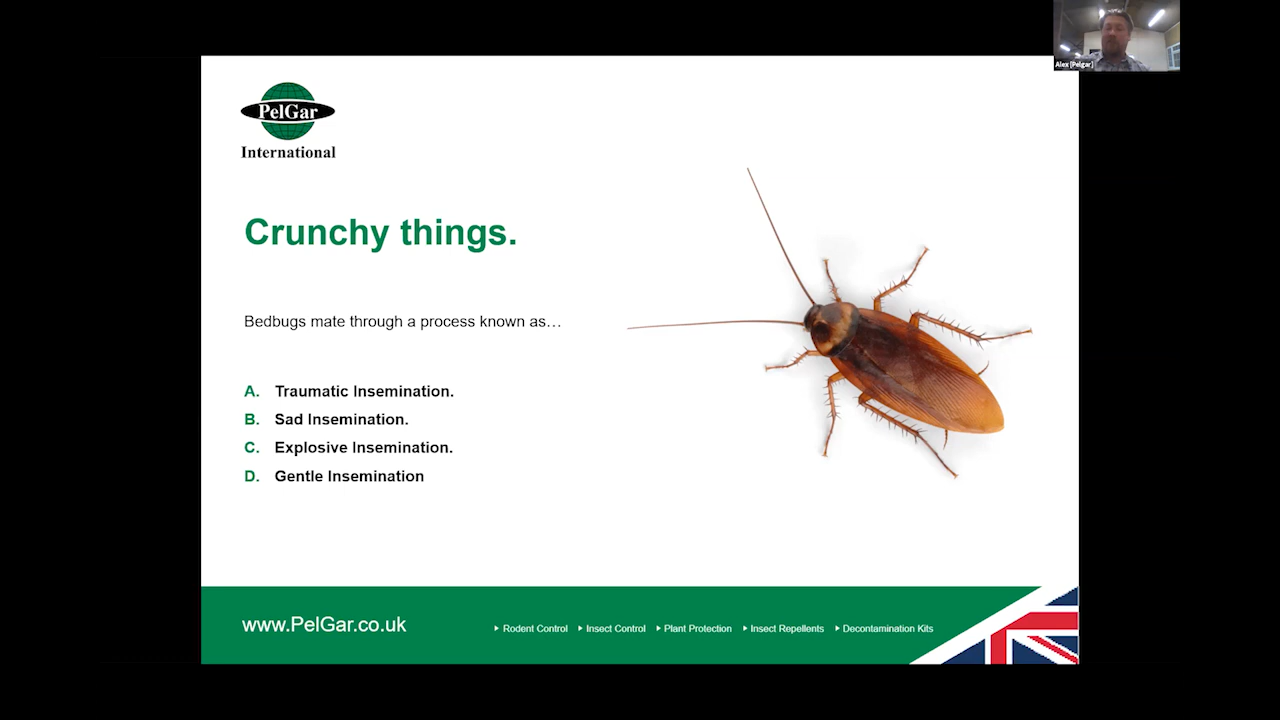 Alex [Pelgar]
PelGar
International
Crunchy things.
Bedbugs mate through a process known as…
A. Traumatic Insemination.
B. Sad Insemination.
C. Explosive Insemination.
D. Gentle Insemination
www.PelGar.co.uk
Rodent Control Insect Control Plant Protection Insect Repellents Decontamination Kits